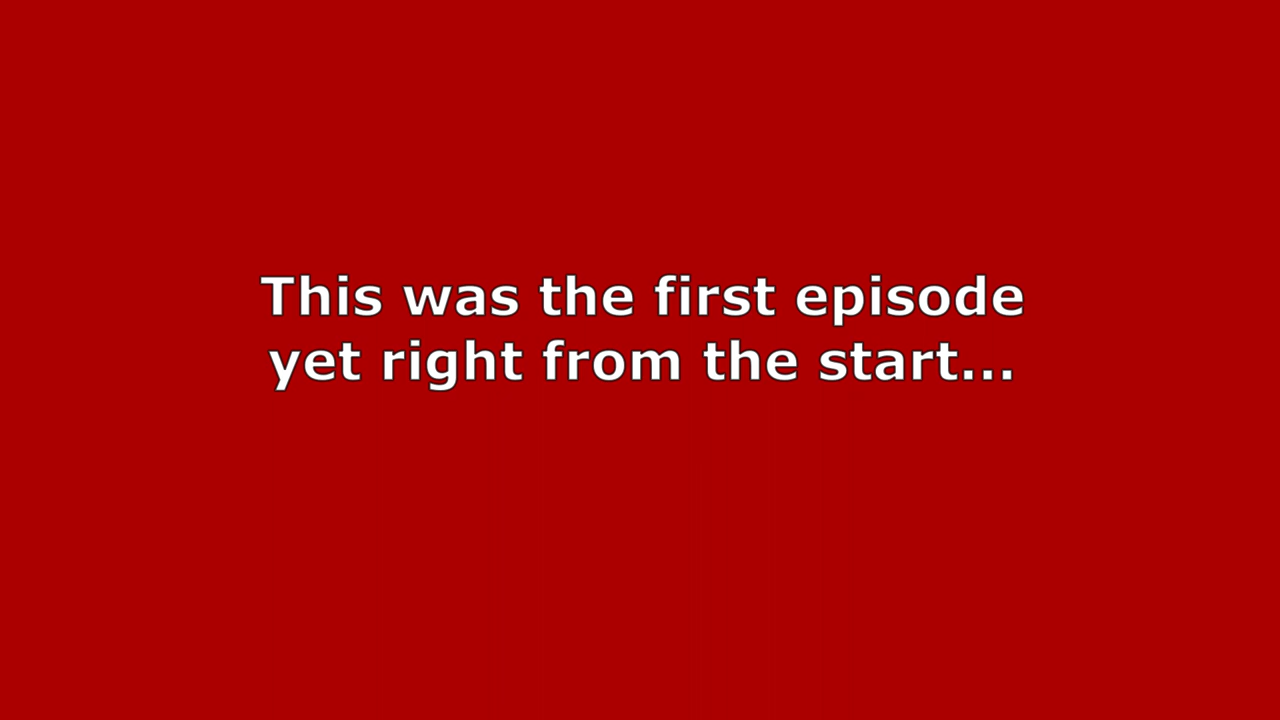 This was the first episode
yet right from the start...